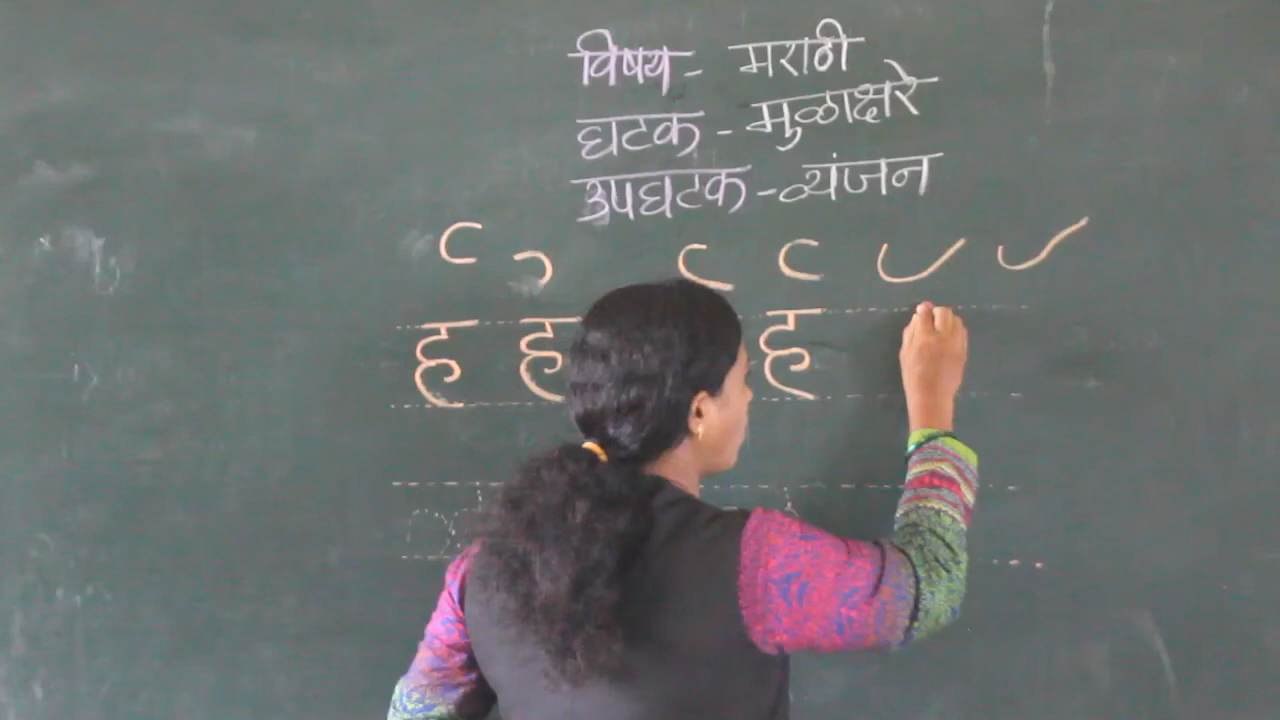 विषय - मराठी
घटक - मुळाक्षरे
उपघटक - व्यंजन
ह ह ह